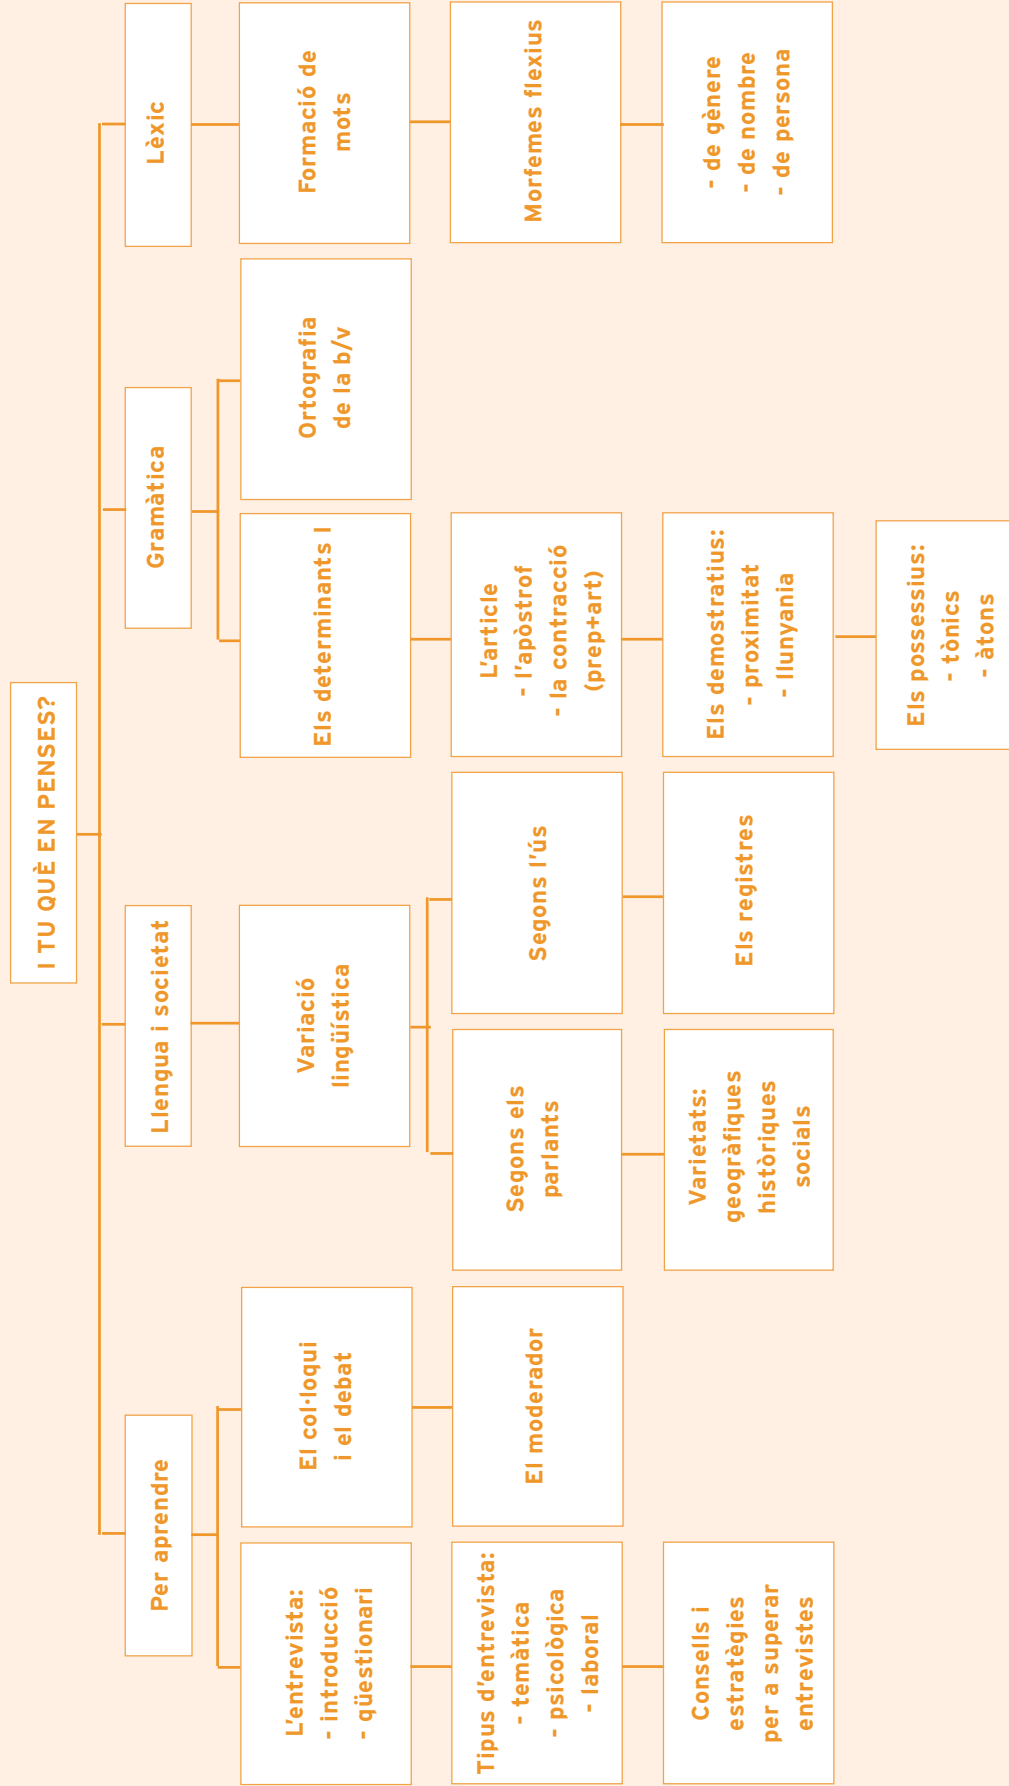 I TU QUÈ EN PENSES?
Per aprendre
L'entrevista:
- introducció
- qüestionari
Tipus d'entrevista:
- temàtica
- psicològica
- laboral
Consells i
estratègies
per a superar
entrevistes
El col·loqui
i el debat
El moderador
Llengua i societat
Variació
lingüística
Segons els
parlants
Varietats:
geogràfiques
històriques
socials
Segons l'ús
Els registres
Gramàtica
Els determinants I
L'article
- l'apòstrof
- la contracció
(prep+art)
Els demostratius:
- proximitat
- llunyania
Els possessius:
- tònics
- àtons
Ortografia
de la b/v
Lèxic
Formació de
mots
Morfemes flexius
- de gènere
- de nombre
- de persona